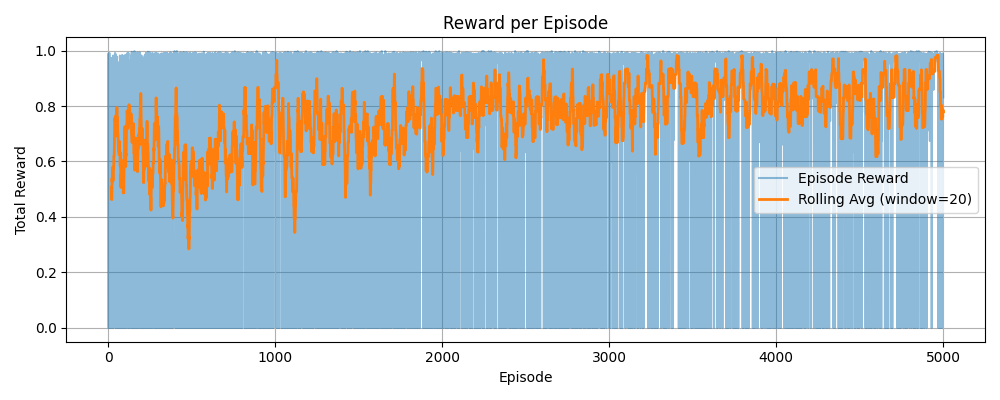 Reward per Episode
Total Reward
1.0
0.8
0.6
0.4
0.2
0.0
Episode Reward
Rolling Avg (window=20)
0 1000 2000 3000 4000 5000
Episode